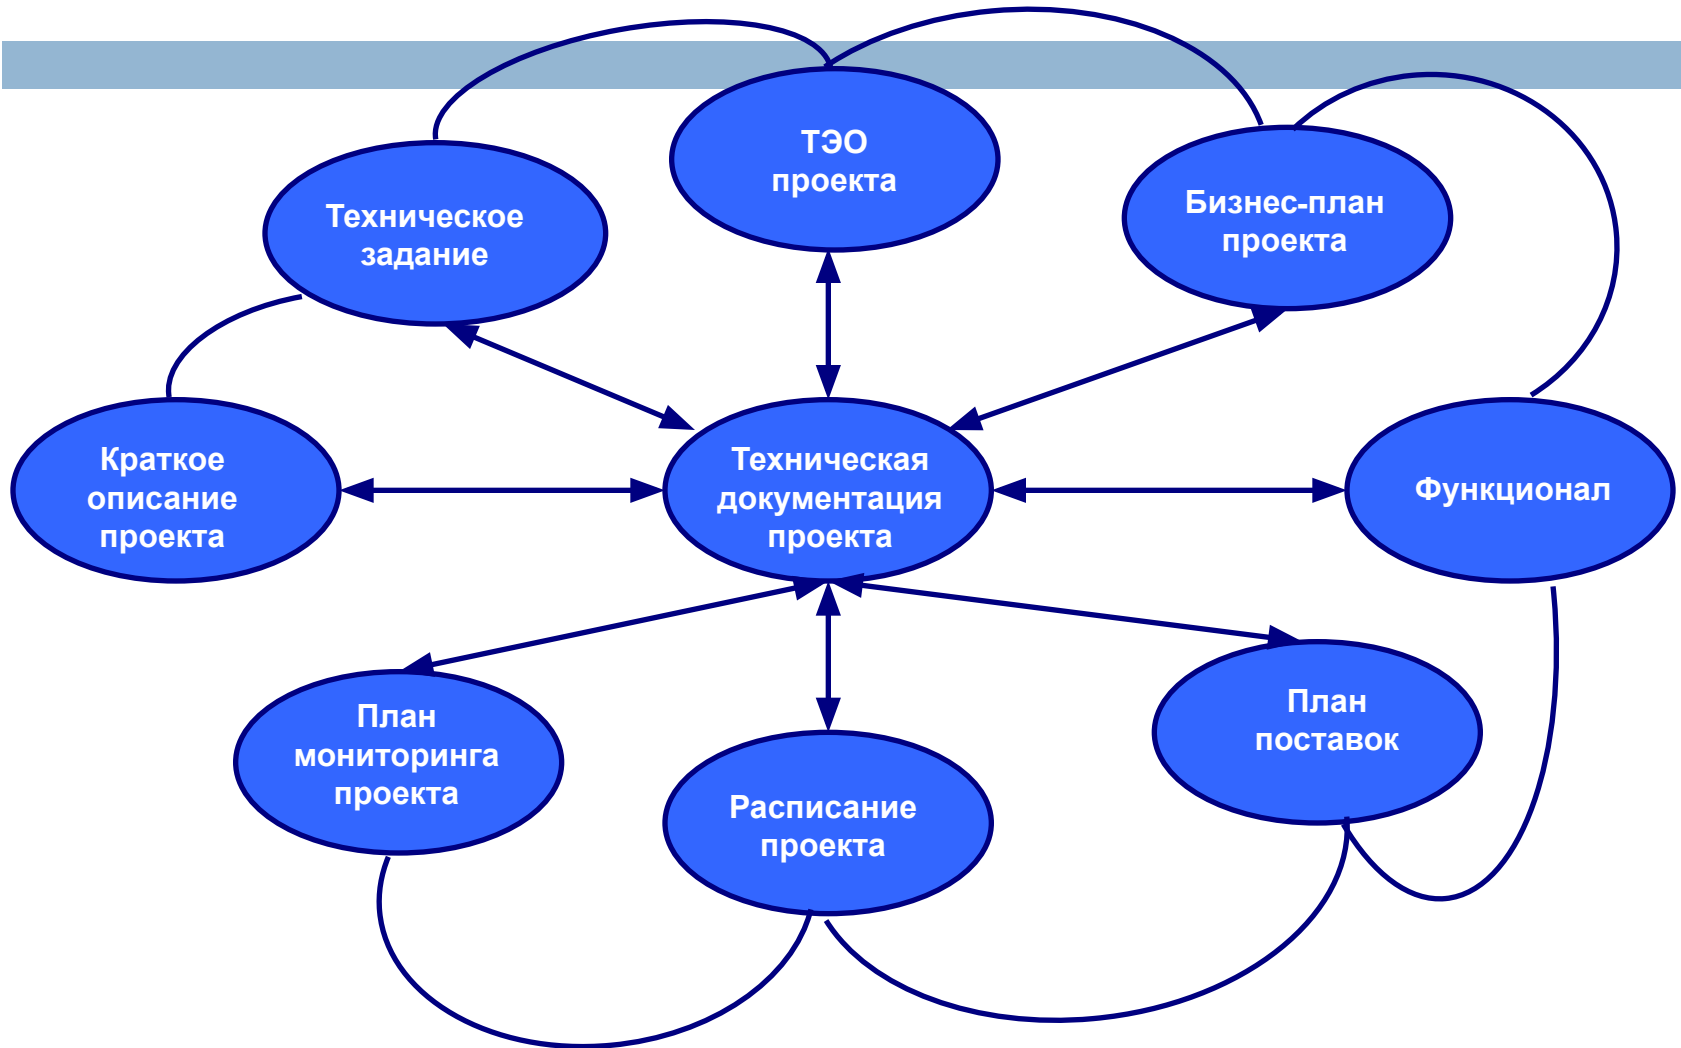 ТЭО
проекта
Бизнес-план
проекта
Техническое
задание
Краткое
описание
проекта
Техническая
документация
проекта
Функционал
План
мониторинга
проекта
Расписание
проекта
План
поставок